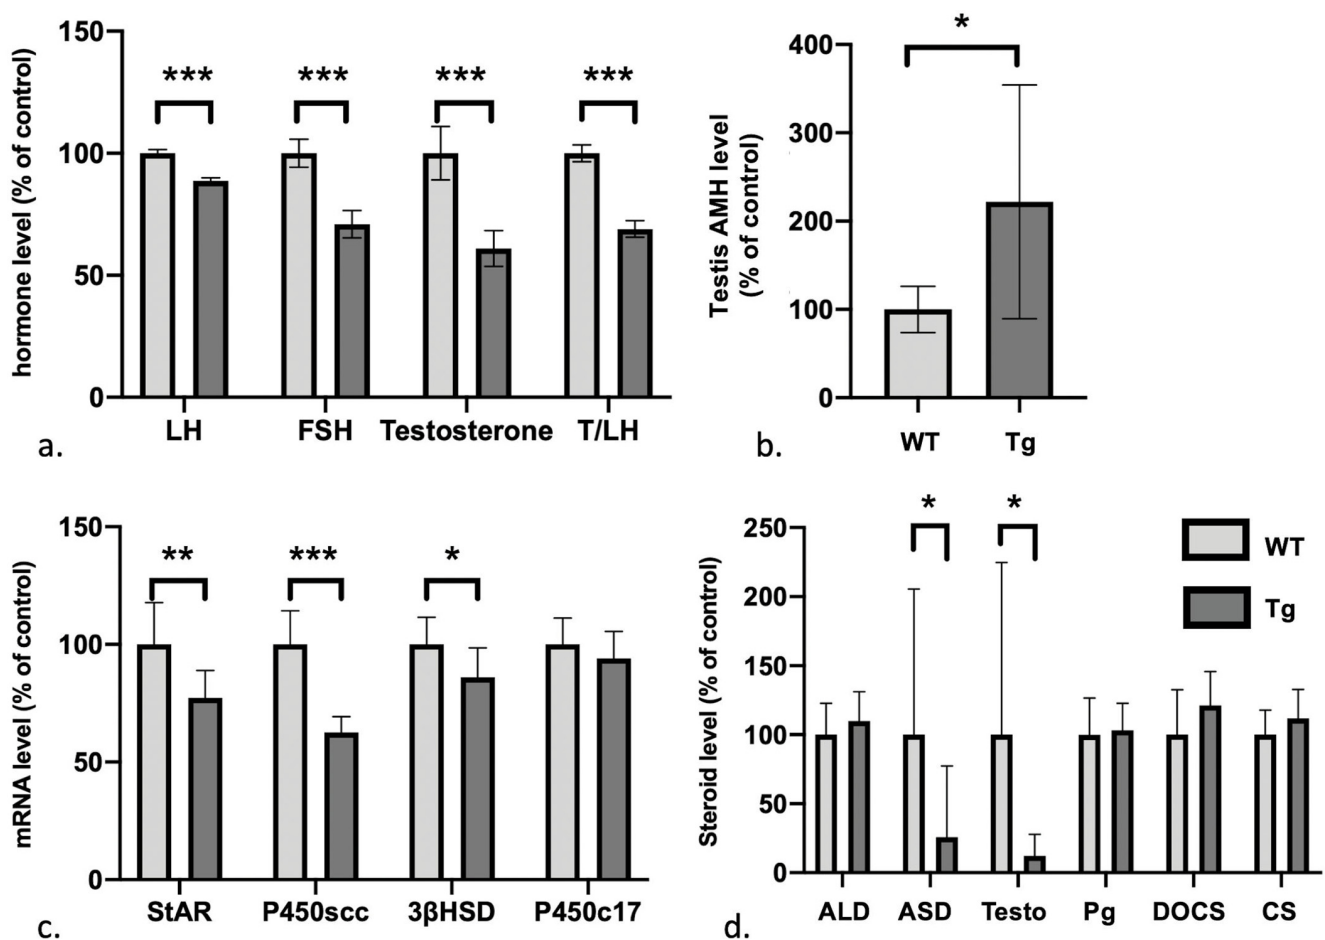 hormone level (% of control)
150
100
50
0
***
***
***
***
LH FSH Testosterone T/LH
a.
Testis AMH level
(% of control)
400
300
200
100
0
*
WT Tg
b.
mRNA level (% of control)
150
100
50
0
**
***
*
StAR P450scc 3βHSD P450c17
c.
Steroid level (% of control)
250
200
150
100
50
0
*
*
WT
Tg
ALD ASD Testo Pg DOCS CS
d.